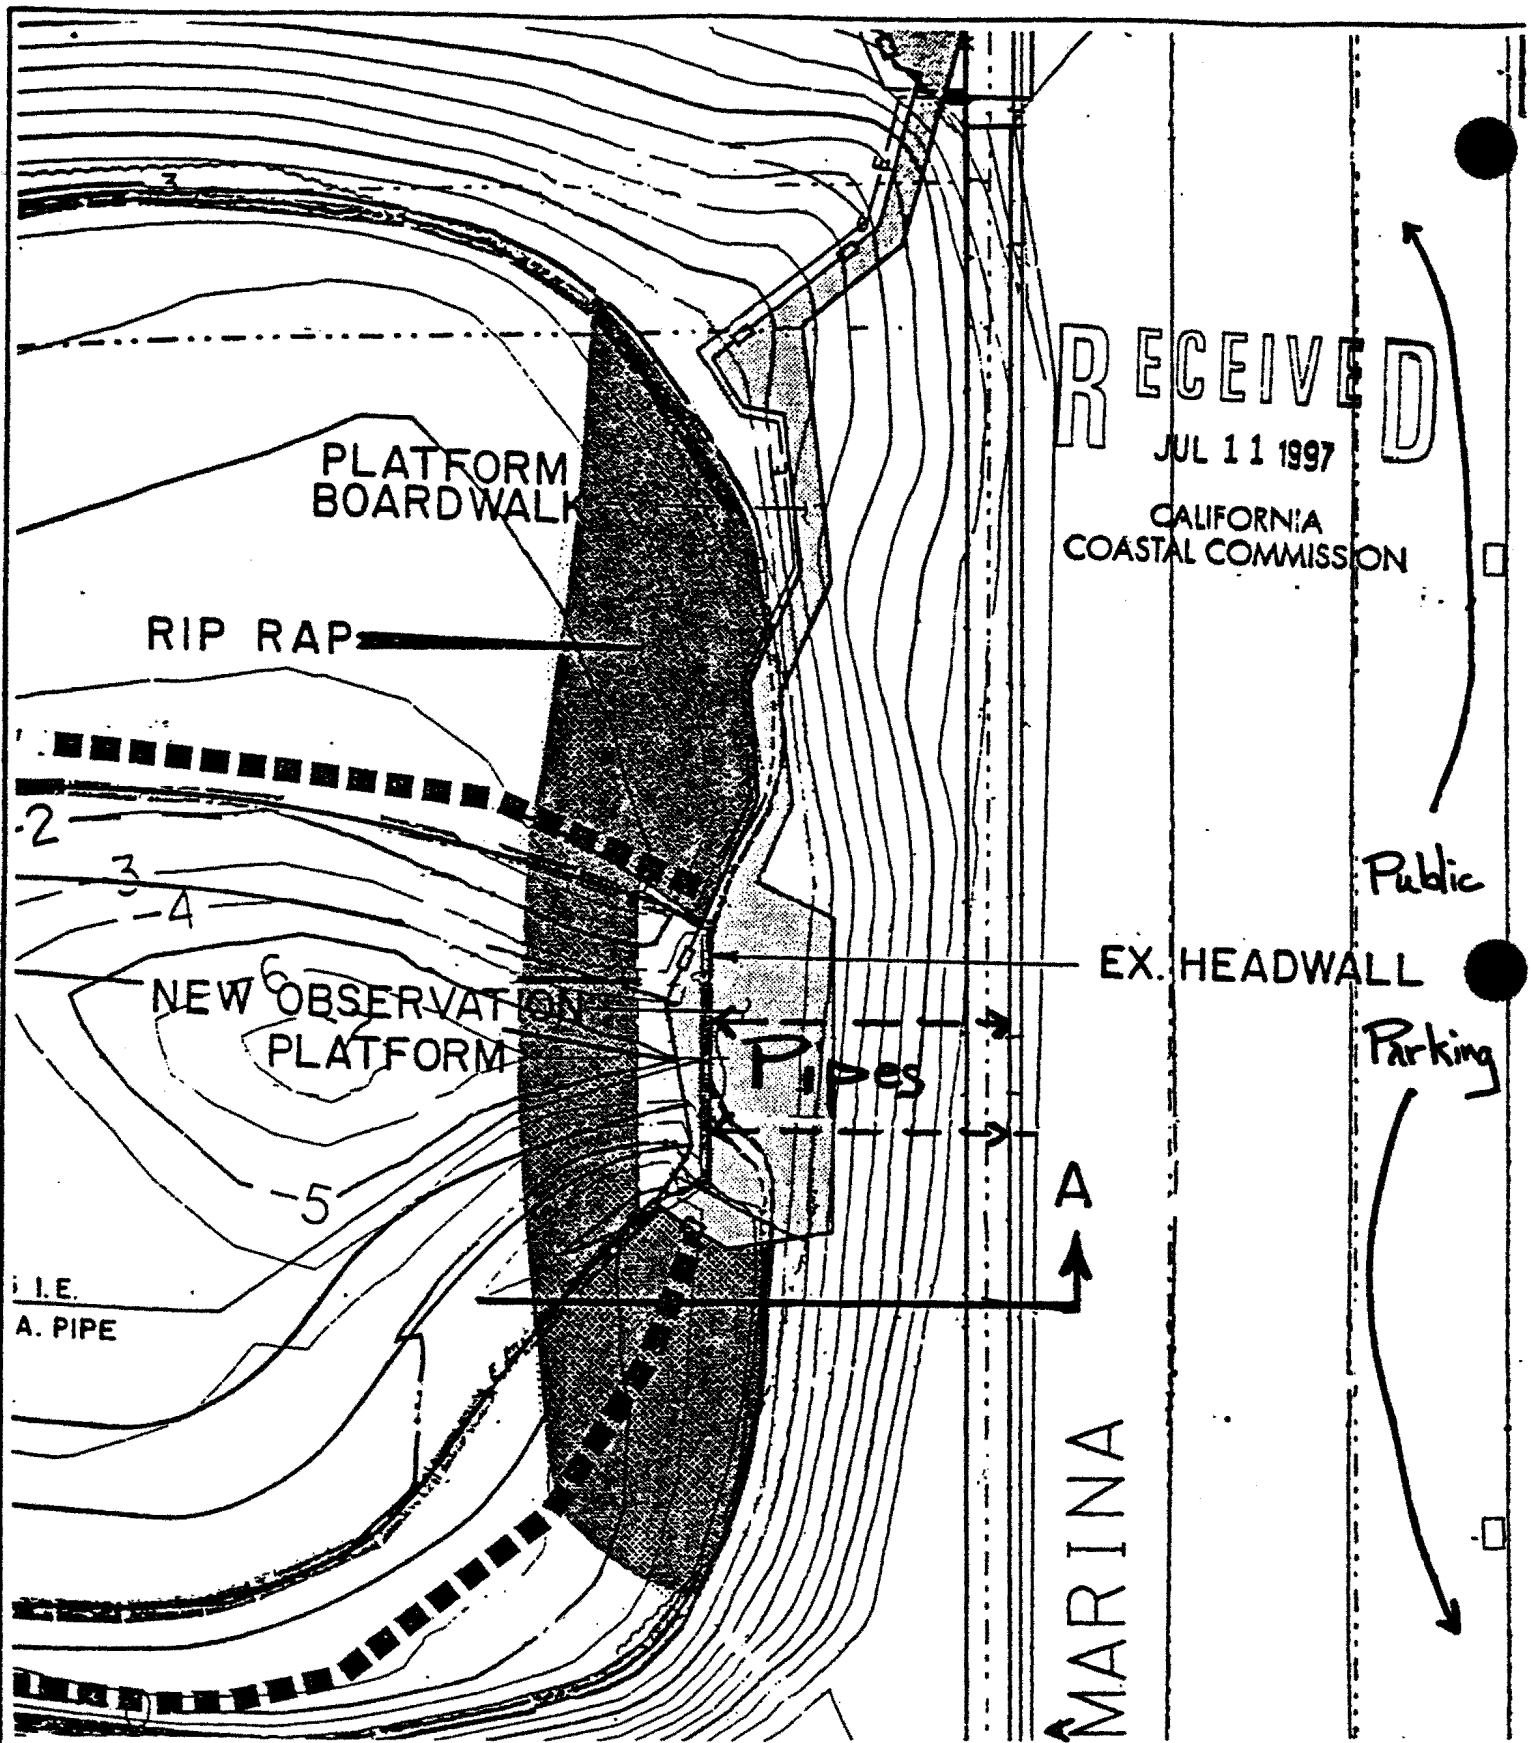 3
RECEIVED
JUL 11 1997
CALIFORNIA
COASTAL COMMISSION
PLATFORM
BOARDWALK
RIP RAP
-2
3
-4
Public
EX. HEADWALL
6
NEW OBSERVATION
PLATFORM
Parking
Pipes
-5
A
I.E.
A. PIPE
MARINA